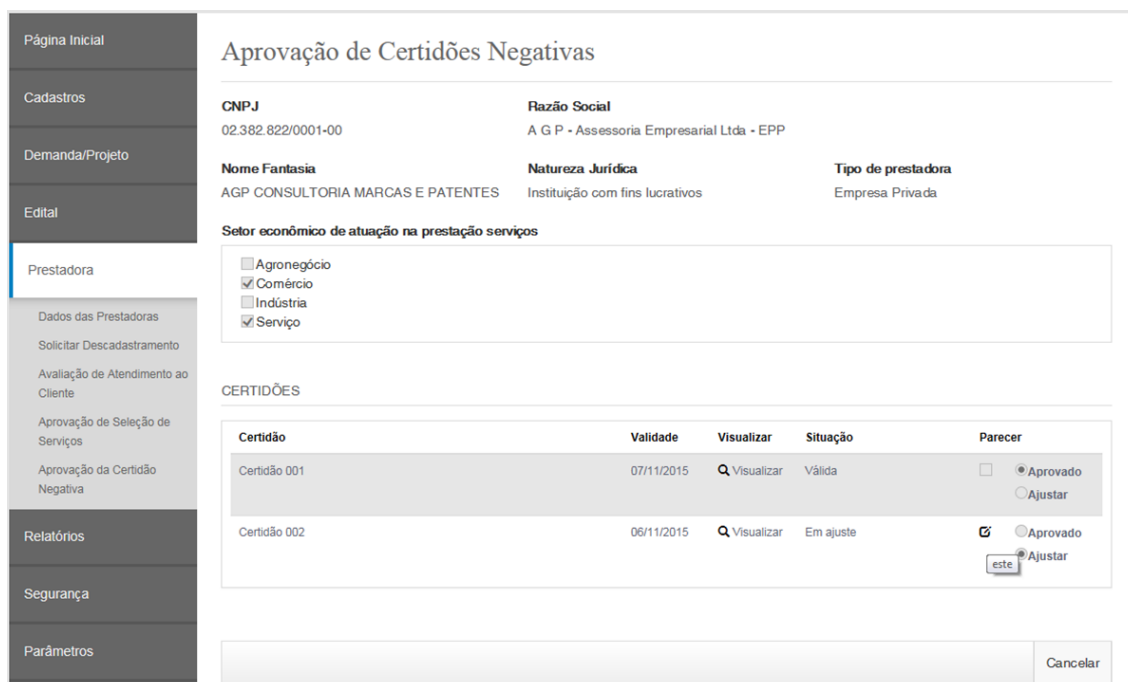 Página Inicial
Cadastros
Demanda/Projeto
Edital
Prestadora
Dados das Prestadoras
Solicitar Descadastramento
Avaliação de Atendimento ao
Cliente
Aprovação de Seleção de
Serviços
Aprovação da Certidão
Negativa
Relatórios
Segurança
Parâmetros
Aprovação de Certidões Negativas
CNPJ Razão Social
02.382.822/0001-00 A G P - Assessoria Empresarial Ltda - EPP
Nome Fantasia Natureza Jurídica Tipo de prestadora
AGP CONSULTORIA MARCAS E PATENTES Instituição com fins lucrativos Empresa Privada
Setor econômico de atuação na prestação serviços
Agronegócio
Comércio
Indústria
Serviço
CERTIDÕES
Certidão Validade Visualizar Situação Parecer
Certidão 001 07/11/2015 Visualizar Válida Aprovado
Ajustar
Certidão 002 06/11/2015 Visualizar Em ajuste Aprovado
este Ajustar
Cancelar